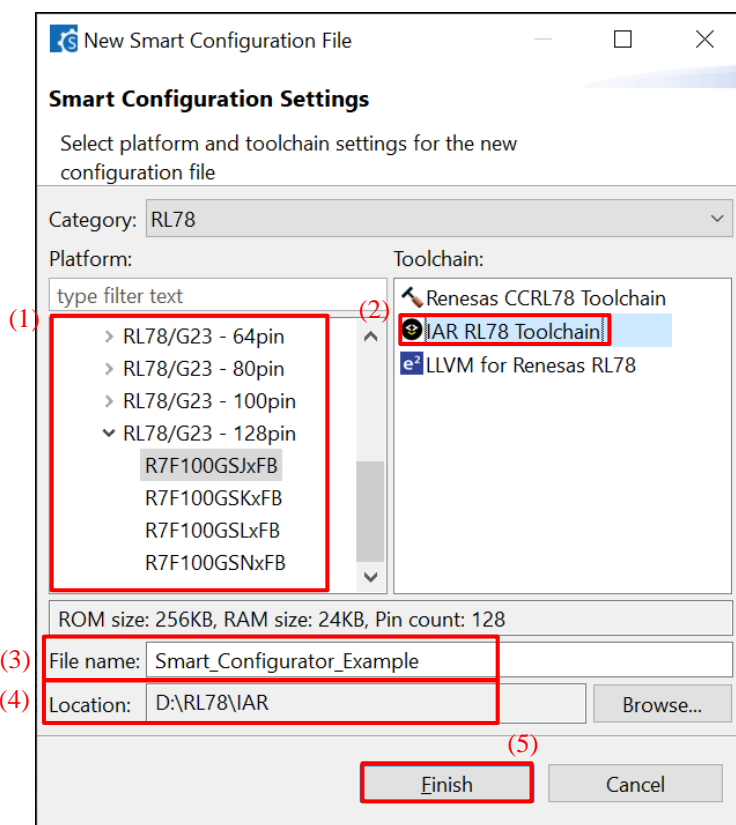 New Smart Configuration File
Smart Configuration Settings
Select platform and toolchain settings for the new
configuration file
Category: RL78
Platform:
Toolchain:
type filter text
(1)
RL78/G23 - 64pin
RL78/G23 - 80pin
RL78/G23 - 100pin
RL78/G23 - 128pin
R7F100GSJxFB
R7F100GSKxFB
R7F100GSLxFB
R7F100GSNxFB
(2)
Renesas CCRL78 Toolchain
IAR RL78 Toolchain
e² LLVM for Renesas RL78
ROM size: 256KB, RAM size: 24KB, Pin count: 128
(3) File name: Smart_Configurator_Example
(4) Location: D:\RL78\IAR Browse...
(5)
Finish Cancel